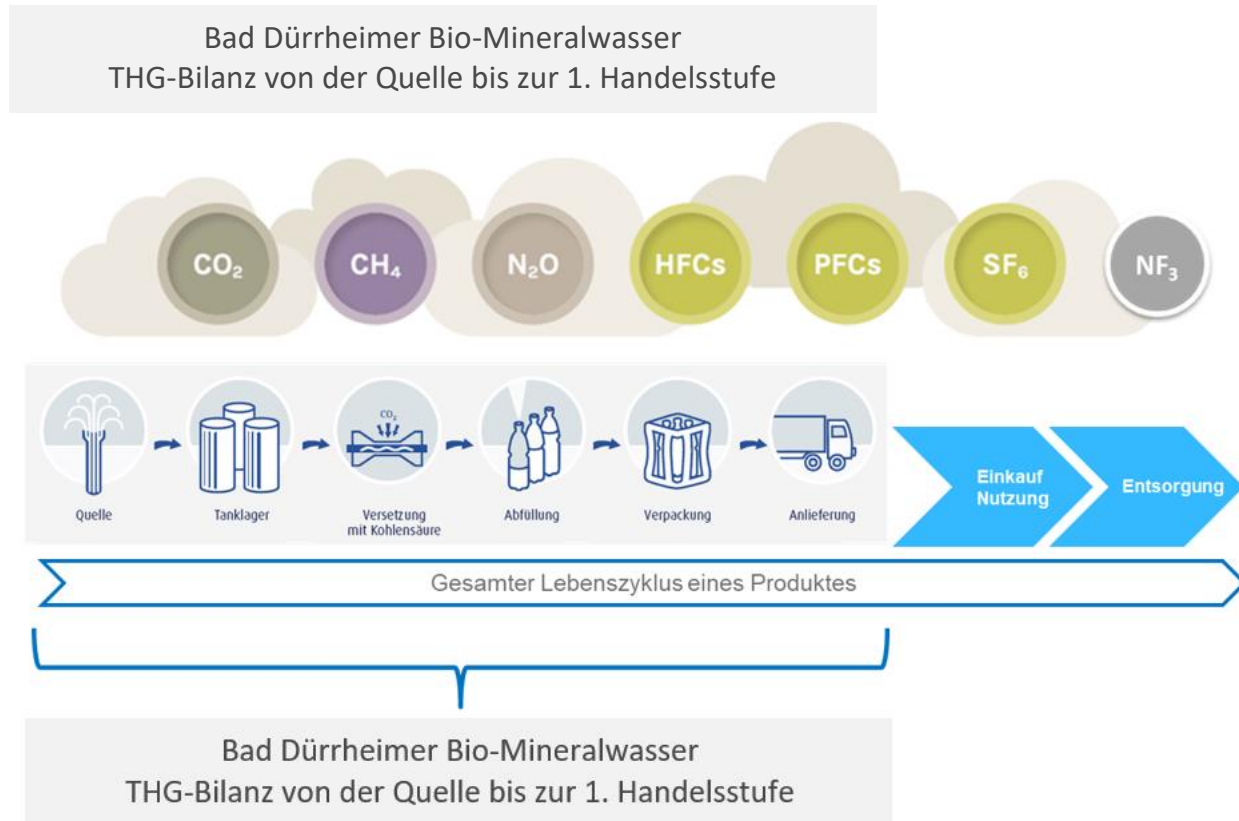 Bad Dürrheimer Bio-Mineralwasser
THG-Bilanz von der Quelle bis zur 1. Handelsstufe
CO₂
CH₄
N₂O
HFCs
PFCs
SF₆
NF₃
CO₂
Quelle
Tanklager
Versetzung
mit Kohlensäure
Abfüllung
Verpackung
Anlieferung
Einkauf
Nutzung
Entsorgung
Gesamter Lebenszyklus eines Produktes
Bad Dürrheimer Bio-Mineralwasser
THG-Bilanz von der Quelle bis zur 1. Handelsstufe